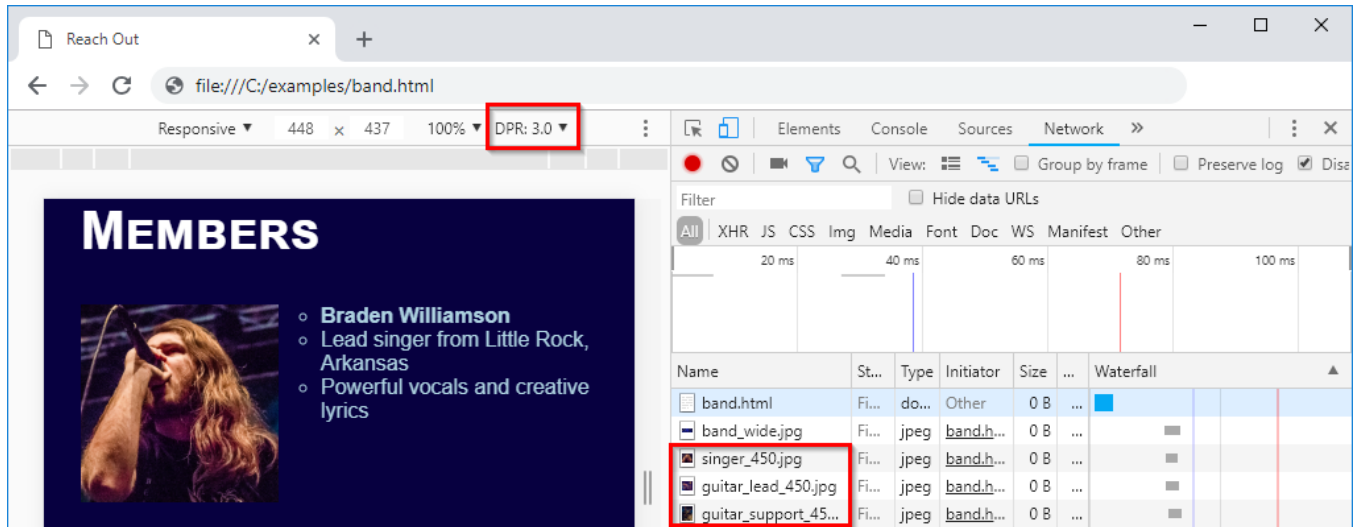 Reach Out
file:///C:/examples/band.html
Responsive ▼ 448 x 437 100% ▼ DPR: 3.0 ▼
Elements Console Sources Network »
View: Group by frame Preserve log Disa
Filter Hide data URLs
All XHR JS CSS Img Media Font Doc WS Manifest Other
20 ms 40 ms 60 ms 80 ms 100 ms
MEMBERS
Braden Williamson
Lead singer from Little Rock,
Arkansas
Powerful vocals and creative
lyrics
Name St... Type Initiator Size ... Waterfall
band.html Fi... do... Other 0 B ...
band_wide.jpg Fi... jpeg band.h... 0 B ...
singer_450.jpg Fi... jpeg band.h... 0 B ...
guitar_lead_450.jpg Fi... jpeg band.h... 0 B ...
guitar_support_45... Fi... jpeg band.h... 0 B ...